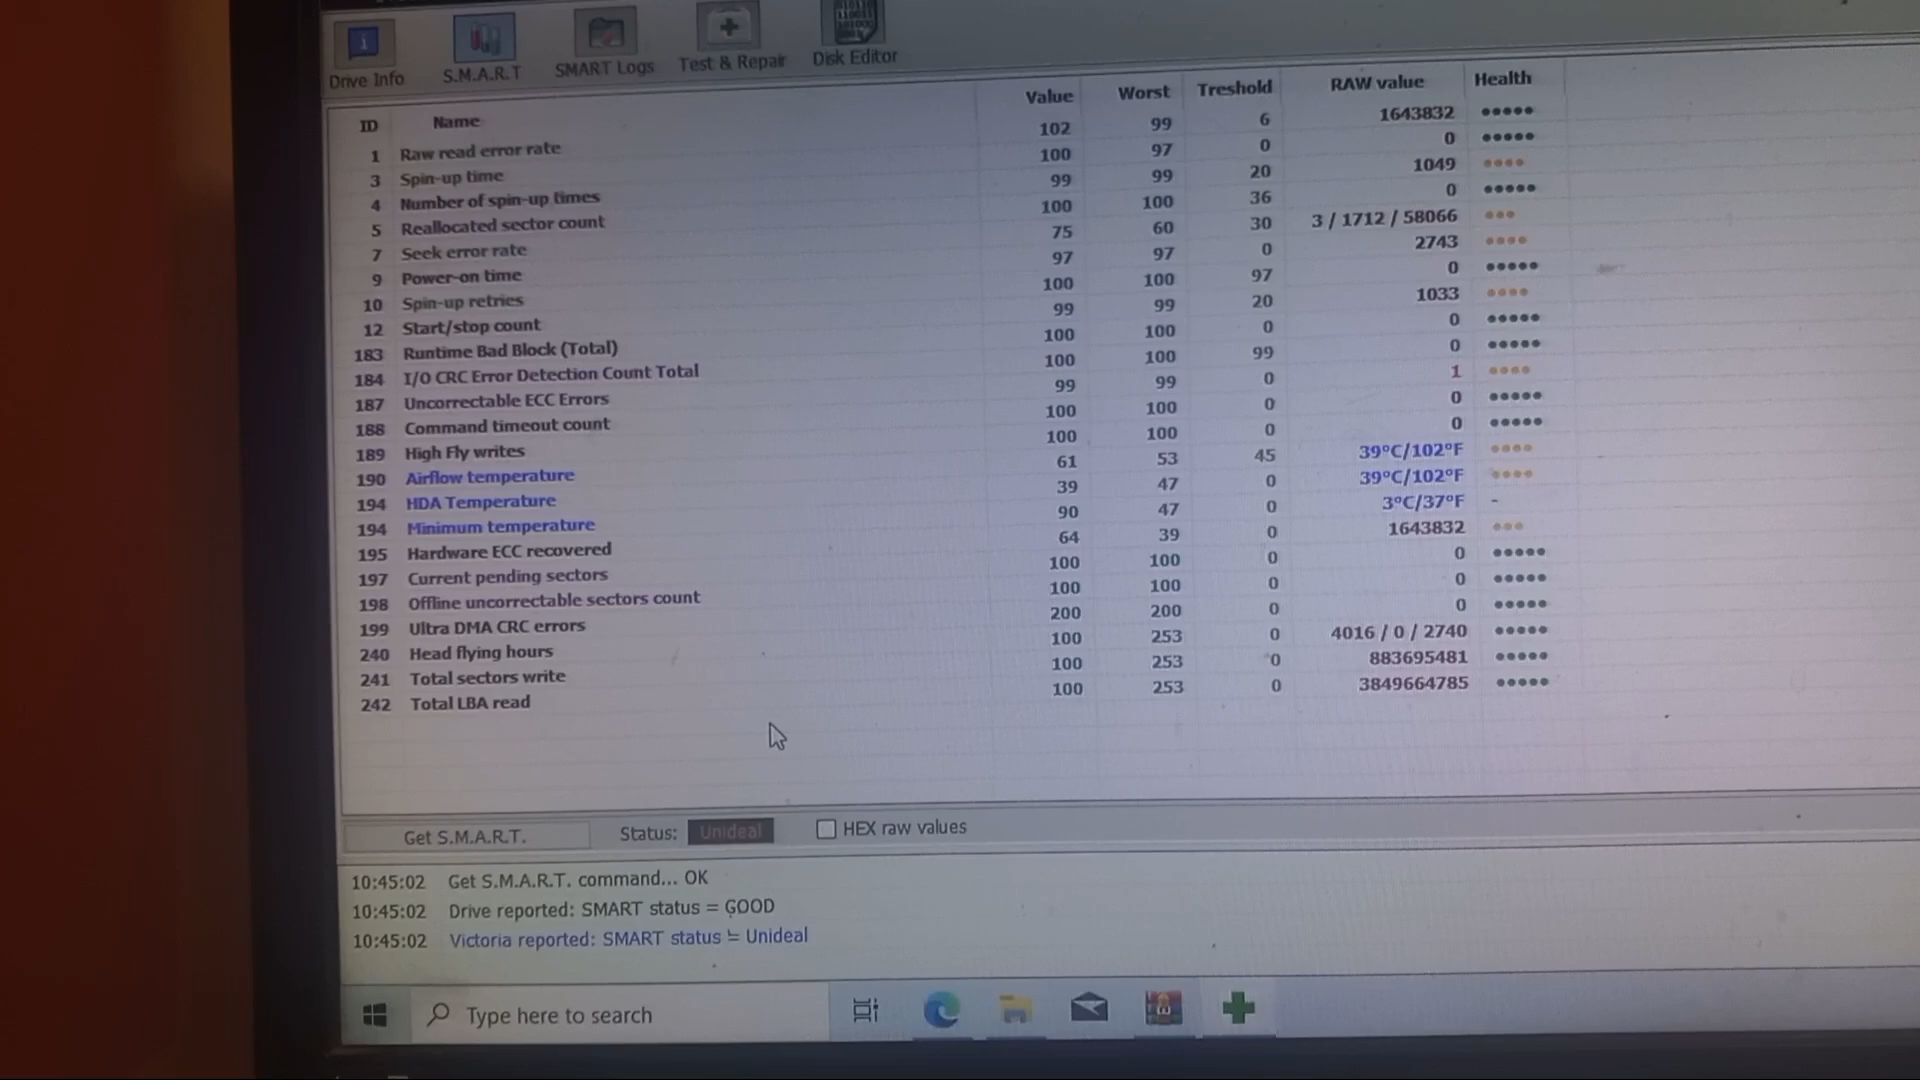 Drive Info S.M.A.R.T SMART Logs Test & Repair Disk Editor
ID Name Value Worst Treshold RAW value Health
1 Raw read error rate 102 99 6 1643832
3 Spin-up time 100 97 0 0
4 Number of spin-up times 99 99 20 1049
5 Reallocated sector count 100 100 36 0
7 Seek error rate 75 60 30 3 / 1712 / 58066
9 Power-on time 97 97 0 2743
10 Spin-up retries 100 100 97 0
12 Start/stop count 99 99 20 1033
183 Runtime Bad Block (Total) 100 100 0 0
184 I/O CRC Error Detection Count Total 100 100 99 0
187 Uncorrectable ECC Errors 99 99 0 1
188 Command timeout count 100 100 0 0
189 High Fly writes 100 100 0 0
190 Airflow temperature 61 53 45 39°C/102°F
194 HDA Temperature 39 47 0 39°C/102°F
194 Minimum temperature 90 47 0 3°C/37°F -
195 Hardware ECC recovered 64 39 0 1643832
197 Current pending sectors 100 100 0 0
198 Offline uncorrectable sectors count 100 100 0 0
199 Ultra DMA CRC errors 200 200 0 0
240 Head flying hours 100 253 0 4016 / 0 / 2740
241 Total sectors write 100 253 0 883695481
242 Total LBA read 100 253 0 3849664785
Get S.M.A.R.T. Status: Unideal HEX raw values
10:45:02 Get S.M.A.R.T. command... OK
10:45:02 Drive reported: SMART status = GOOD
10:45:02 Victoria reported: SMART status = Unideal
Type here to search